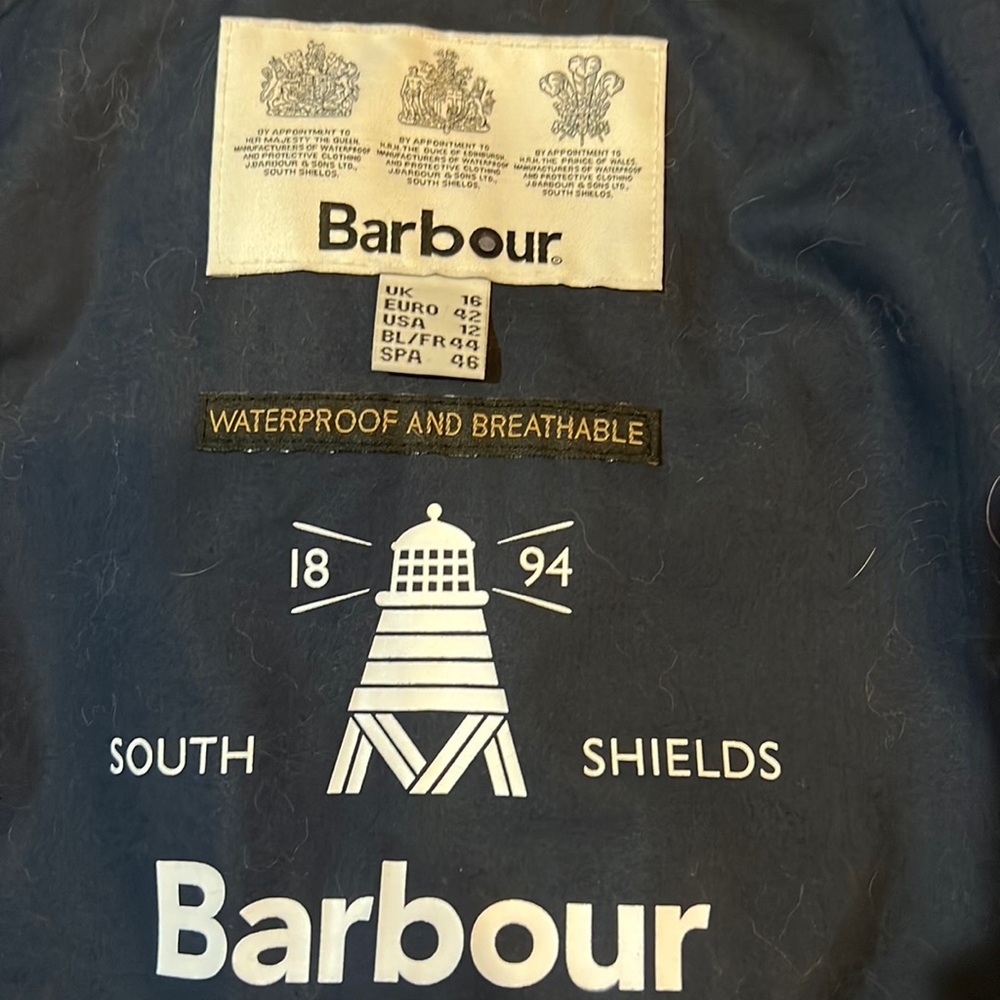 BY APPOINTMENT TO
HER MAJESTY THE QUEEN
MANUFACTURERS OF WATERPROOF
AND PROTECTIVE CLOTHING
J.BARBOUR & SONS LTD.,
SOUTH SHIELDS.
BY APPOINTMENT TO
H.R.H. THE DUKE OF EDINBURGH
MANUFACTURERS OF WATERPROOF
AND PROTECTIVE CLOTHING
J.BARBOUR & SONS LTD.,
SOUTH SHIELDS.
BY APPOINTMENT TO
H.R.H. THE PRINCE OF WALES.
MANUFACTURERS OF WATERPROOF
AND PROTECTIVE CLOTHING
J.BARBOUR & SONS LTD.,
SOUTH SHIELDS.
Barbour®
UK 16
EURO 42
USA 12
BL/FR 44
SPA 46
WATERPROOF AND BREATHABLE
18 94
SOUTH SHIELDS
Barbour